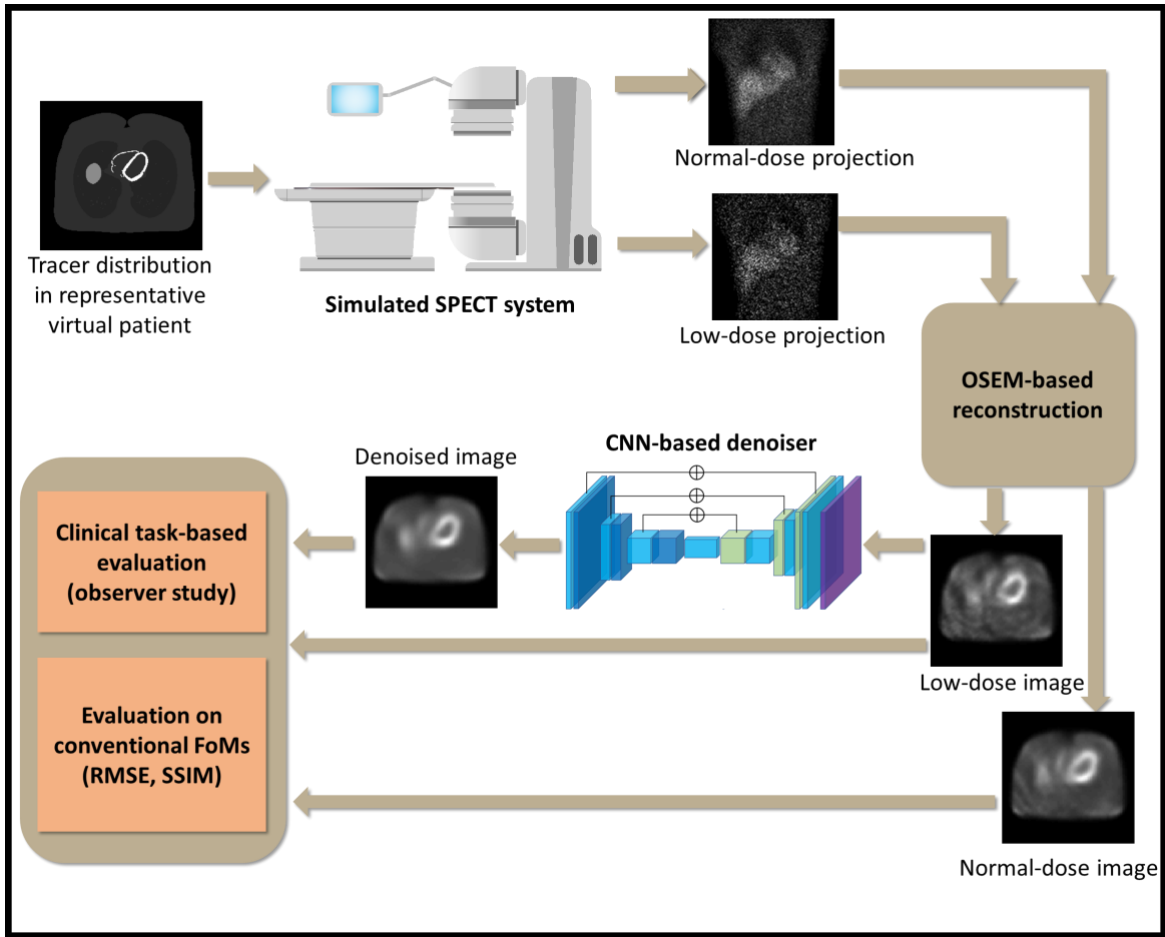 Normal-dose projection
Tracer distribution
in representative
virtual patient
Simulated SPECT system
Low-dose projection
OSEM-based
reconstruction
CNN-based denoiser
Denoised image
Clinical task-based
evaluation
(observer study)
Low-dose image
Evaluation on
conventional FoMs
(RMSE, SSIM)
Normal-dose image